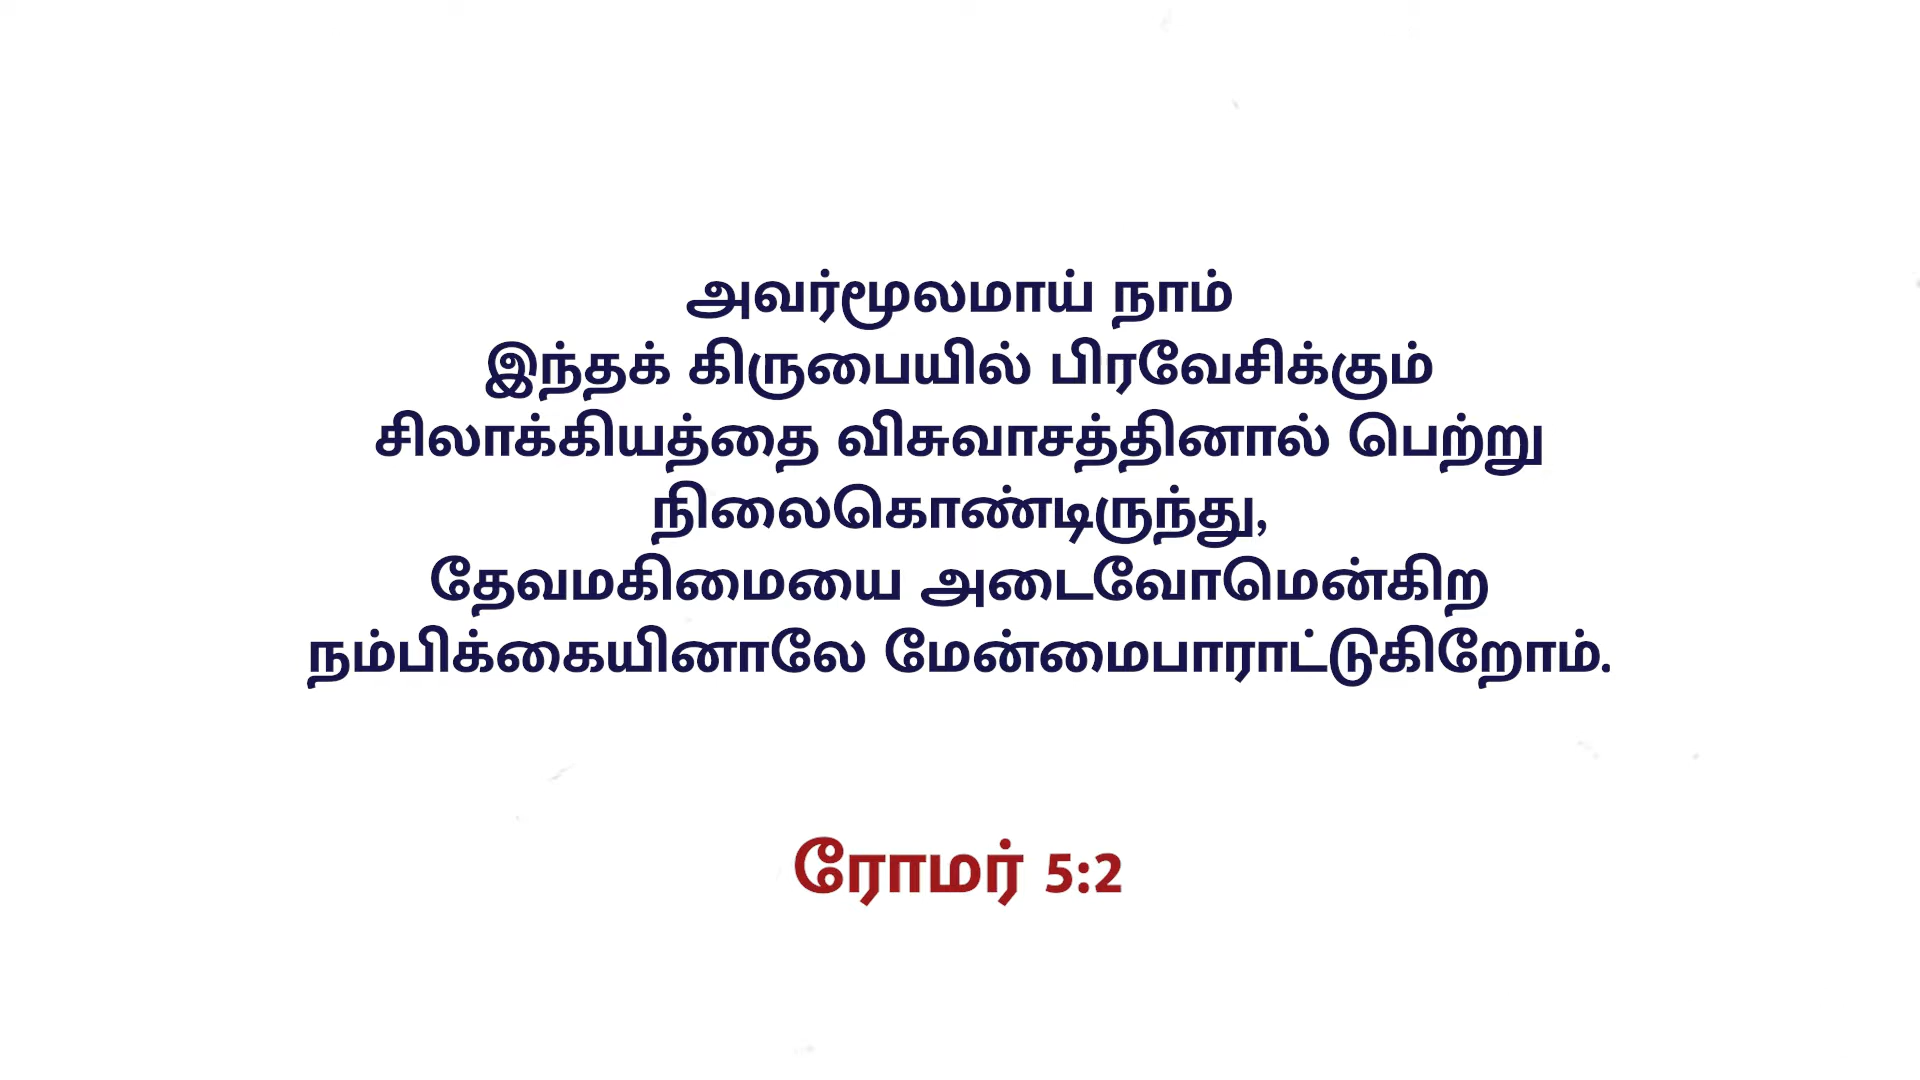 அவர்மூலமாய் நாம்
இந்தக் கிருபையில் பிரவேசிக்கும்
சிலாக்கியத்தை விசுவாசத்தினால் பெற்று
நிலைகொண்டிருந்து,
தேவமகிமையை அடைவோமென்கிற
நம்பிக்கையினாலே மேன்மைபாராட்டுகிறோம்.
ரோமர் 5:2